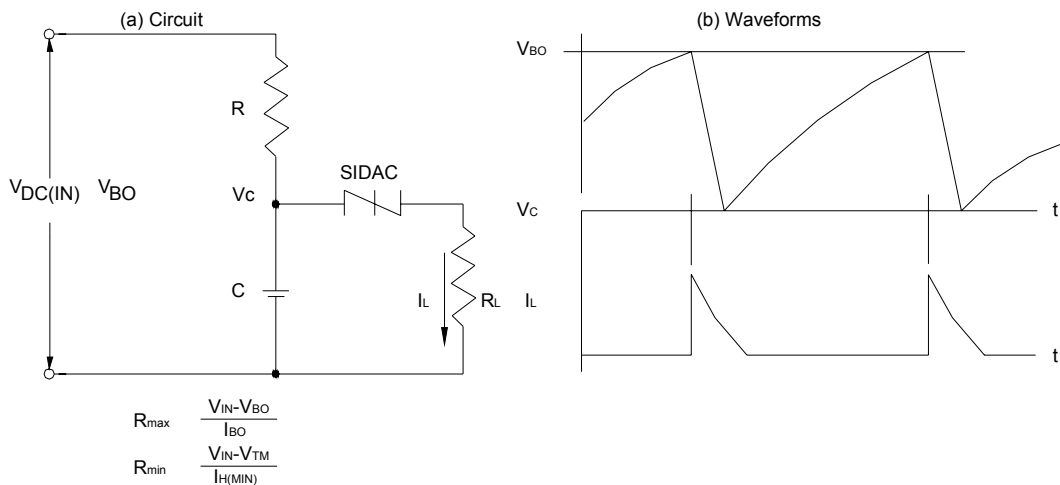 (a) Circuit
R
SIDAC
VDC(IN) VBO
Vc
C
IL
RL
Rmax VIN-VBO
IBO
Rmin VIN-VTM
IH(MIN)
(b) Waveforms
VBO
VC
t
IL
t